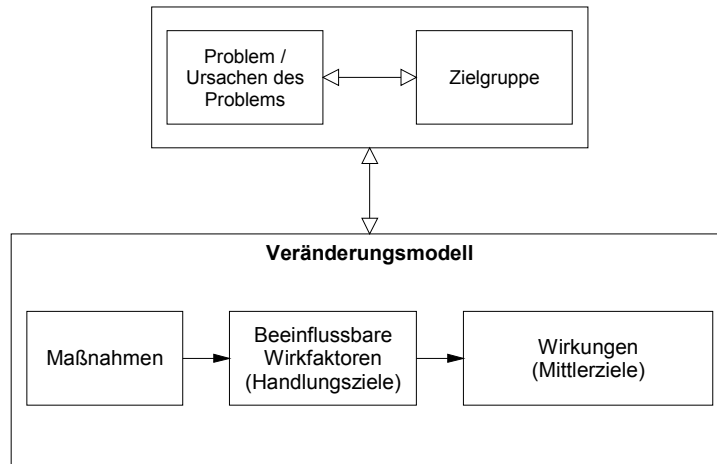 Problem /
Ursachen des
Problems
Zielgruppe
Veränderungsmodell
Maßnahmen
Beeinflussbare
Wirkfaktoren
(Handlungsziele)
Wirkungen
(Mittlerziele)